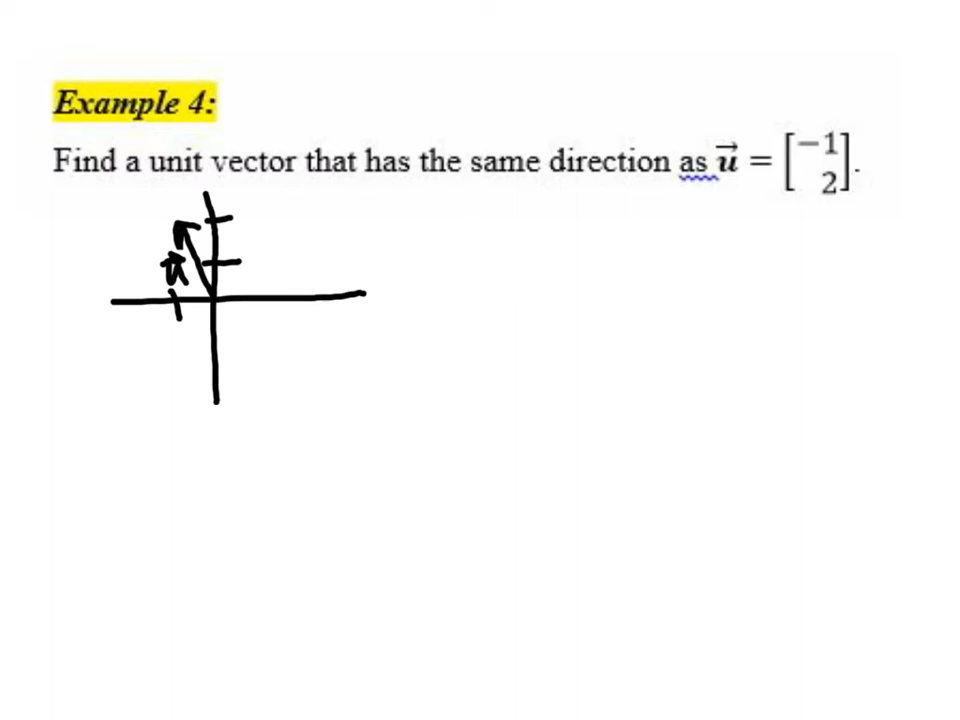 Example 4:
Find a unit vector that has the same direction as u⃗ = [−1 2].
u⃗